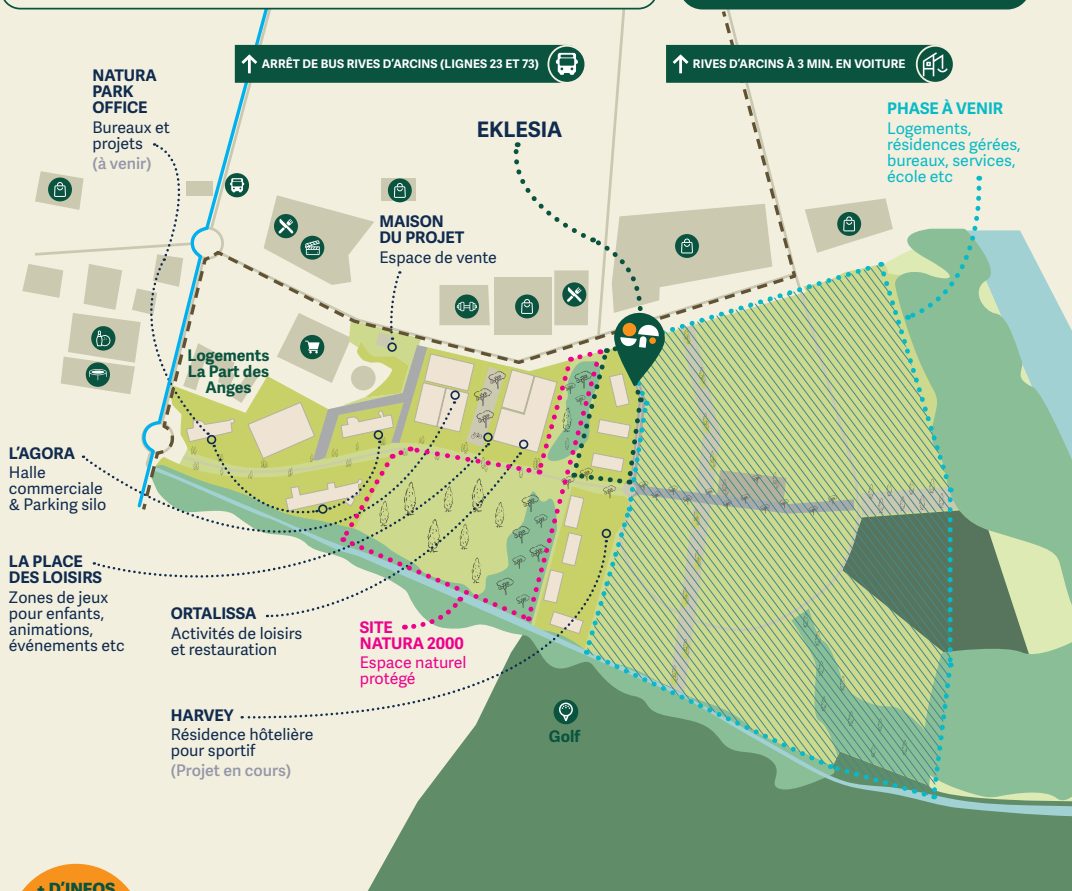 ARRÊT DE BUS RIVES D'ARCINS (LIGNES 23 ET 73)
RIVES D'ARCINS À 3 MIN. EN VOITURE
NATURA
PARK
OFFICE
Bureaux et
projets
(à venir)
EKLESIA
PHASE À VENIR
Logements,
résidences gérées,
bureaux, services,
école etc
MAISON
DU PROJET
Espace de vente
Logements
La Part des
Anges
L'AGORA
Halle
commerciale
& Parking silo
LA PLACE
DES LOISIRS
Zones de jeux
pour enfants,
animations,
événements etc
ORTALISSA
Activités de loisirs
et restauration
SITE
NATURA 2000
Espace naturel
protégé
HARVEY
Résidence hôtelière
pour sportif
(Projet en cours)
Golf
+ D'INFOS